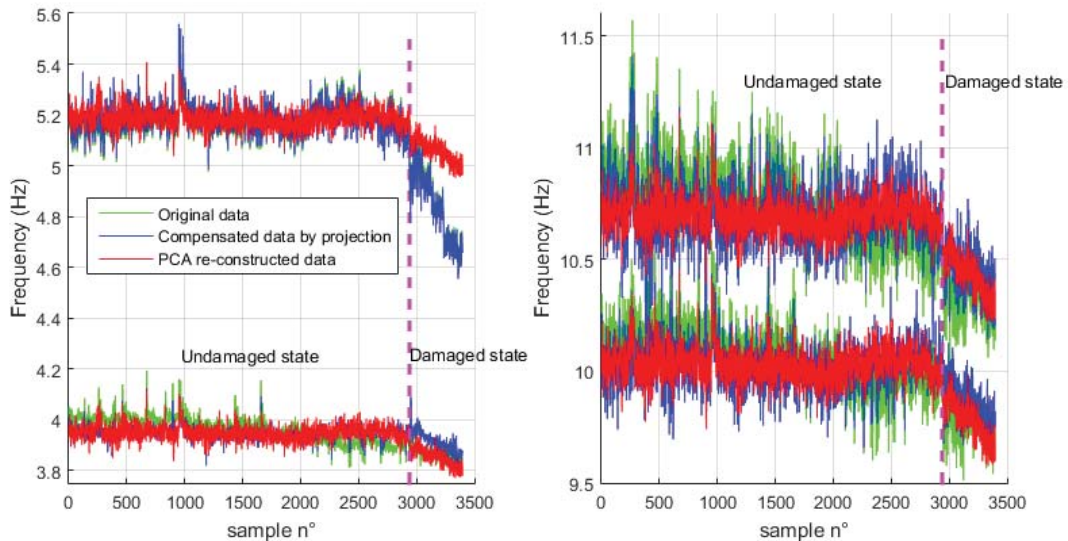 5.6
5.4
5.2
5
4.8
4.6
4.4
4.2
4
3.8
Frequency (Hz)
Original data
Compensated data by projection
PCA re-constructed data
Undamaged state
Damaged state
0
500
1000
1500
2000
2500
3000
3500
sample n°
11.5
11
10.5
10
9.5
Frequency (Hz)
Undamaged state
Damaged state
0
500
1000
1500
2000
2500
3000
3500
sample n°